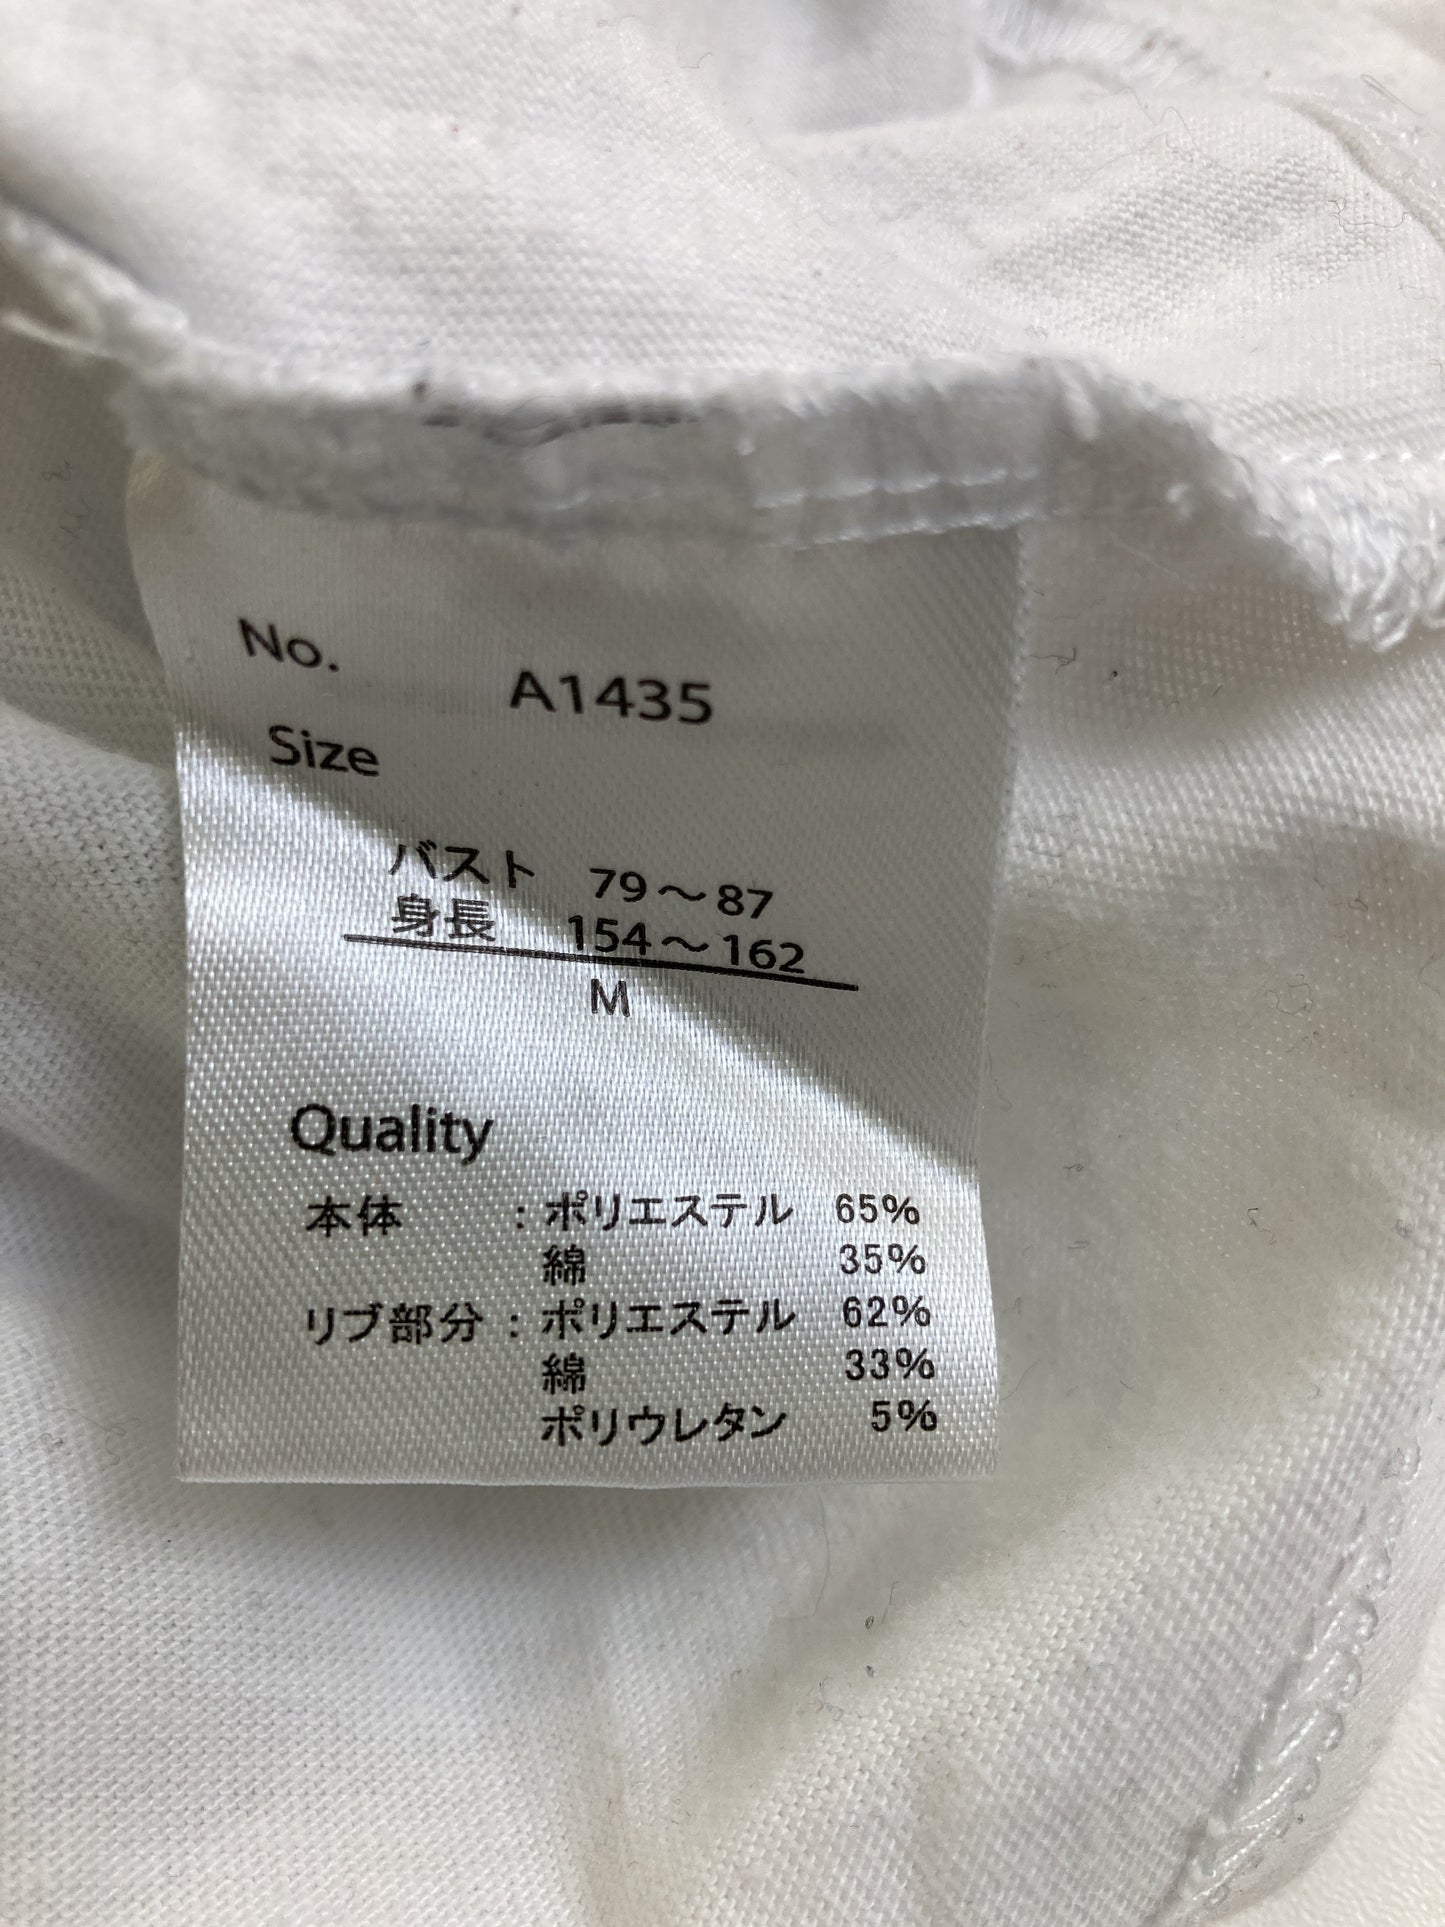 No. A1435
Size
バスト 79～87
身長 154～162
M
Quality
本体 : ポリエステル 65%
綿 35%
リブ部分 : ポリエステル 62%
綿 33%
ポリウレタン 5%